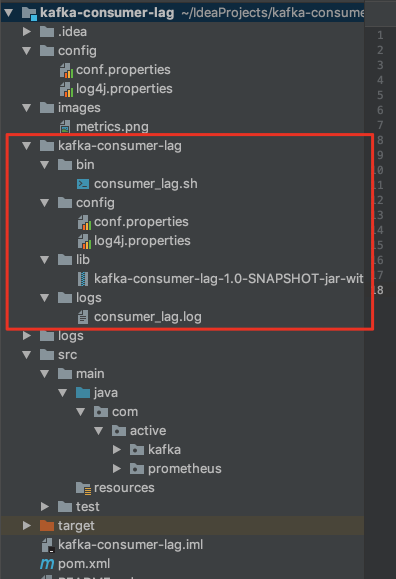 kafka-consumer-lag ~/IdeaProjects/kafka-consume
.idea
config
conf.properties
log4j.properties
images
metrics.png
kafka-consumer-lag
bin
consumer_lag.sh
config
conf.properties
log4j.properties
lib
kafka-consumer-lag-1.0-SNAPSHOT-jar-wit
logs
consumer_lag.log
logs
src
main
java
com
active
kafka
prometheus
resources
test
target
kafka-consumer-lag.iml
pom.xml
1
2
3
4
5
6
7
8
9
10
11
12
13
14
15
16
17
18